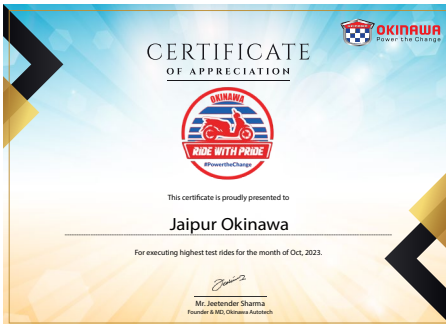 OKINAWA
Power the Change
CERTIFICATE
OF APPRECIATION
OKINAWA
RIDE WITH PRIDE
#PowertheChange
This certificate is proudly presented to
Jaipur Okinawa
For executing highest test rides for the month of Oct, 2023.
Mr. Jeetender Sharma
Founder & MD, Okinawa Autotech